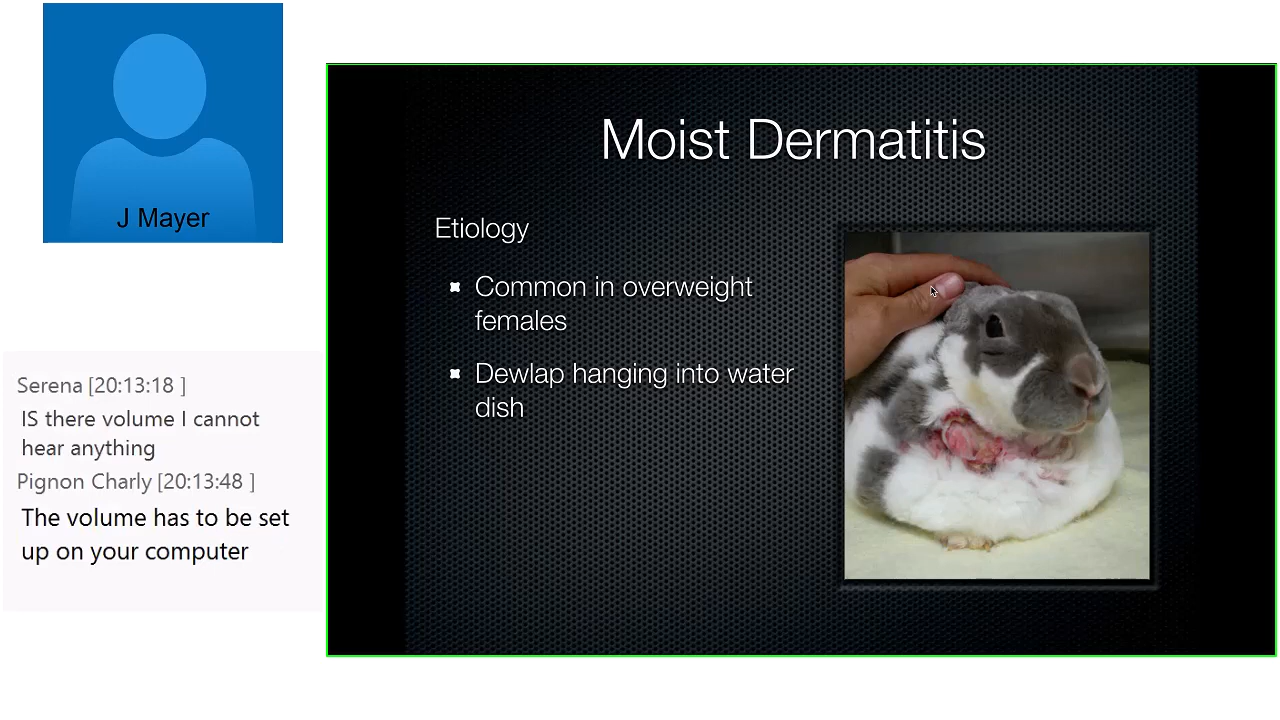 J Mayer
Serena [20:13:18 ]
IS there volume I cannot
hear anything
Pignon Charly [20:13:48 ]
The volume has to be set
up on your computer
Moist Dermatitis
Etiology
Common in overweight
females
Dewlap hanging into water
dish